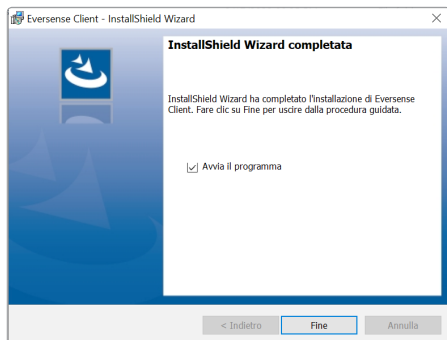 Eversense Client - InstallShield Wizard
InstallShield Wizard completata
InstallShield Wizard ha completato l'installazione di Eversense
Client. Fare clic su Fine per uscire dalla procedura guidata.
Avvia il programma
< Indietro
Fine
Annulla